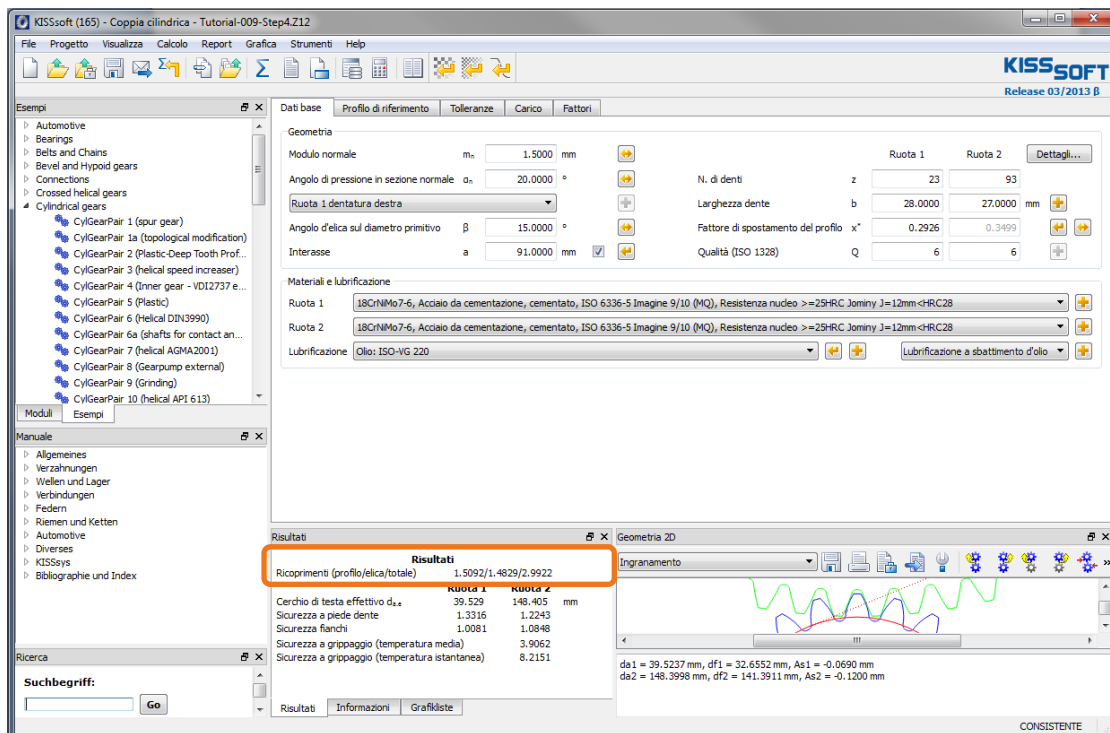 KISSsoft (165) - Coppia cilindrica - Tutorial-009-Step4.Z12
File Progetto Visualizza Calcolo Report Grafica Strumenti Help
KISSSOFT
Release 03/2013 β
Esempi
Automotive
Bearings
Belts and Chains
Bevel and Hypoid gears
Connections
Crossed helical gears
Cylindrical gears
CylGearPair 1 (spur gear)
CylGearPair 1a (topological modification)
CylGearPair 2 (Plastic-Deep Tooth Prof...
CylGearPair 3 (helical speed increaser)
CylGearPair 4 (Inner gear - VDI2737 e...
CylGearPair 5 (Plastic)
CylGearPair 6 (Helical DIN3990)
CylGearPair 6a (shafts for contact an...
CylGearPair 7 (helical AGMA2001)
CylGearPair 8 (Gearpump external)
CylGearPair 9 (Grinding)
CylGearPair 10 (helical API 613)
Moduli Esempi
Manuale
Allgemeines
Verzahnungen
Wellen und Lager
Verbindungen
Federn
Riemen und Ketten
Automotive
Diverses
KISSsys
Bibliographie und Index
Ricerca
Suchbegriff:
Go
Dati base Profilo di riferimento Tolleranze Carico Fattori
Geometria
Modulo normale mn 1.5000 mm Ruota 1 Ruota 2 Dettagli...
Angolo di pressione in sezione normale αn 20.0000 ° N. di denti z 23 93
Ruota 1 dentatura destra Larghezza dente b 28.0000 27.0000 mm
Angolo d'elica sul diametro primitivo β 15.0000 ° Fattore di spostamento del profilo x* 0.2926 0.3499
Interasse a 91.0000 mm Qualità (ISO 1328) Q 6 6
Materiali e lubrificazione
Ruota 1 18CrNiMo7-6, Acciaio da cementazione, cementato, ISO 6336-5 Imagine 9/10 (MQ), Resistenza nucleo >=25HRC Jominy J=12mm<HRC28
Ruota 2 18CrNiMo7-6, Acciaio da cementazione, cementato, ISO 6336-5 Imagine 9/10 (MQ), Resistenza nucleo >=25HRC Jominy J=12mm<HRC28
Lubrificazione Olio: ISO-VG 220 Lubrificazione a sbattimento d'olio
Risultati
Risultati
Ricoprimenti (profilo/elica/totale) 1.5092/1.4829/2.9922
Ruota 1 Ruota 2
Cerchio di testa effettivo da.e 39.529 148.405 mm
Sicurezza a piede dente 1.3316 1.2243
Sicurezza fianchi 1.0081 1.0848
Sicurezza a grippaggio (temperatura media) 3.9062
Sicurezza a grippaggio (temperatura istantanea) 8.2151
Risultati Informazioni Grafikliste
Geometria 2D
Ingranamento
da1 = 39.5237 mm, df1 = 32.6552 mm, As1 = -0.0690 mm
da2 = 148.3998 mm, df2 = 141.3911 mm, As2 = -0.1200 mm
CONSISTENTE